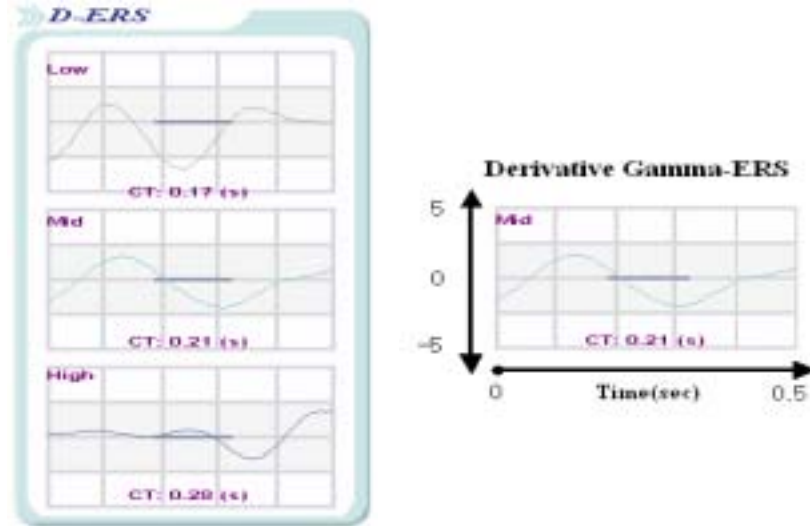 D-ERS
Low
CT: 0.17 (s)
Mid
CT: 0.21 (s)
High
CT: 0.28 (s)
Derivative Gamma-ERS
5
Mid
0
CT: 0.21 (s)
-5
0 Time(sec) 0.5